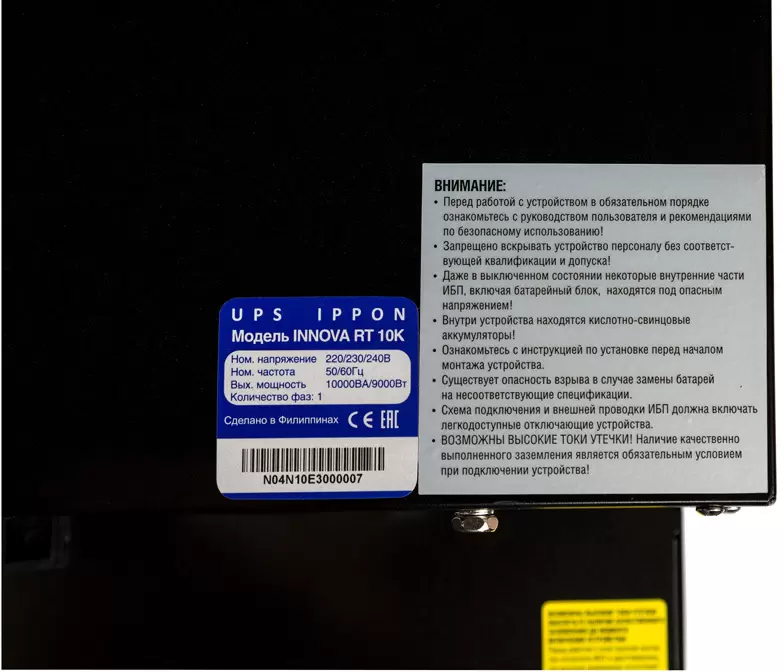 ВНИМАНИЕ:
• Перед работой с устройством в обязательном порядке
ознакомьтесь с руководством пользователя и рекомендациями
по безопасному использованию!
• Запрещено вскрывать устройство персоналу без соответст-
вующей квалификации и допуска!
• Даже в выключенном состоянии некоторые внутренние части
ИБП, включая батарейный блок, находятся под опасным
напряжением!
• Внутри устройства находятся кислотно-свинцовые
аккумуляторы!
• Ознакомьтесь с инструкцией по установке перед началом
монтажа устройства.
• Существует опасность взрыва в случае замены батарей
на несоответствующие спецификации.
• Схема подключения и внешней проводки ИБП должна включать
легкодоступные отключающие устройства.
• ВОЗМОЖНЫ ВЫСОКИЕ ТОКИ УТЕЧКИ! Наличие качественно
выполненного заземления является обязательным условием
при подключении устройства!
UPS IPPON
Модель INNOVA RT 10K
Ном. напряжение 220/230/240В
Ном. частота 50/60Гц
Вых. мощность 10000ВА/9000Вт
Количество фаз: 1
Сделано в Филиппинах CE EAC
N04N10E3000007